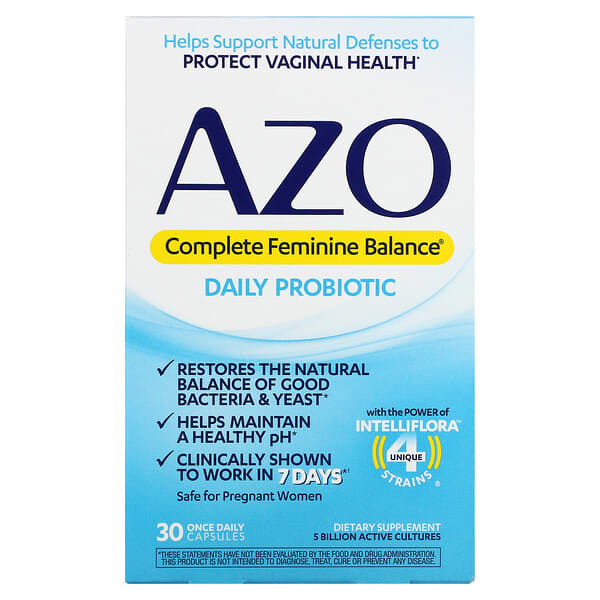 Helps Support Natural Defenses to
PROTECT VAGINAL HEALTH*
AZO
Complete Feminine Balance®
DAILY PROBIOTIC
✓ RESTORES THE NATURAL
BALANCE OF GOOD
BACTERIA & YEAST*
✓ HELPS MAINTAIN
A HEALTHY pH*
✓ CLINICALLY SHOWN
TO WORK IN 7 DAYS*¹
Safe for Pregnant Women
with the POWER of
INTELLIFLORA™
4
UNIQUE
STRAINS®
30 ONCE DAILY
CAPSULES
DIETARY SUPPLEMENT
5 BILLION ACTIVE CULTURES
*THESE STATEMENTS HAVE NOT BEEN EVALUATED BY THE FOOD AND DRUG ADMINISTRATION.
THIS PRODUCT IS NOT INTENDED TO DIAGNOSE, TREAT, CURE OR PREVENT ANY DISEASE.